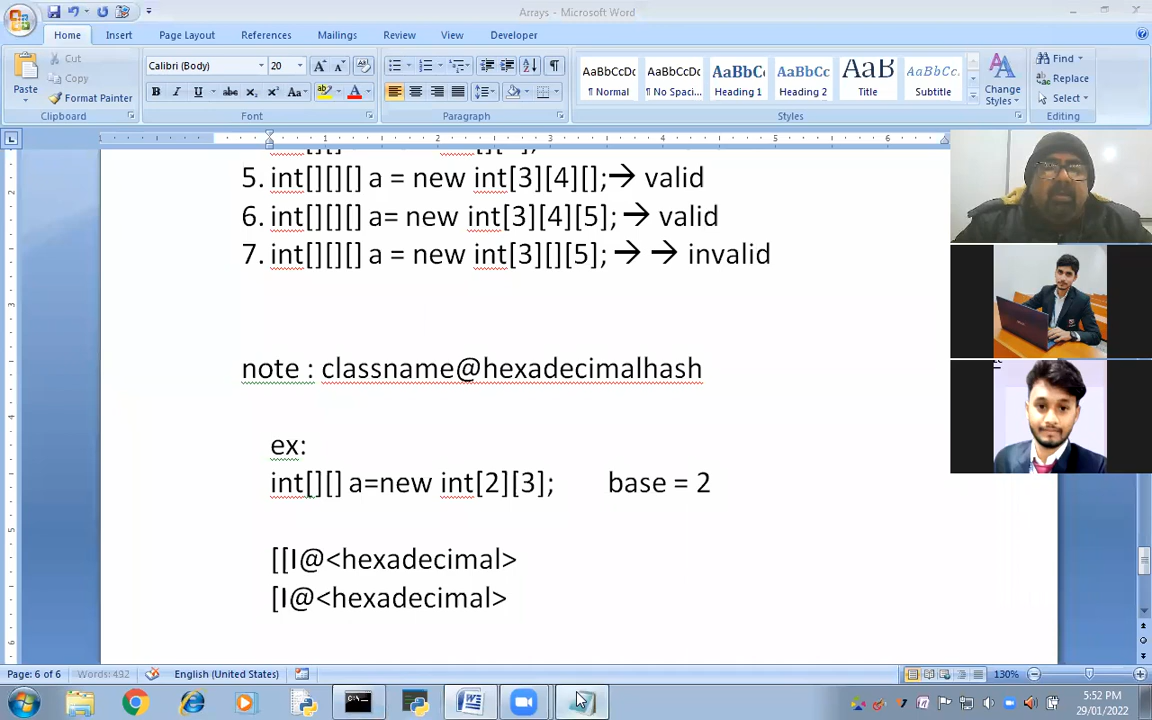 Arrays - Microsoft Word
Home Insert Page Layout References Mailings Review View Developer
Cut
Copy
Format Painter
Paste
Clipboard
Calibri (Body) 20
Font
Paragraph
AaBbCcDc AaBbCcDc AaBbCc AaBbCc AaB AaBbCc
¶ Normal ¶ No Spaci... Heading 1 Heading 2 Title Subtitle
Styles
Change Styles
Find
Replace
Select
Editing
5. int[][][] a = new int[3][4][];→ valid
6. int[][][] a= new int[3][4][5]; → valid
7. int[][][] a = new int[3][][5]; → → invalid
note : classname@hexadecimalhash
ex:
int[][] a=new int[2][3]; base = 2
[[I@<hexadecimal>
[I@<hexadecimal>
Page: 6 of 6 Words: 492 English (United States) 130%
5:52 PM
29/01/2022